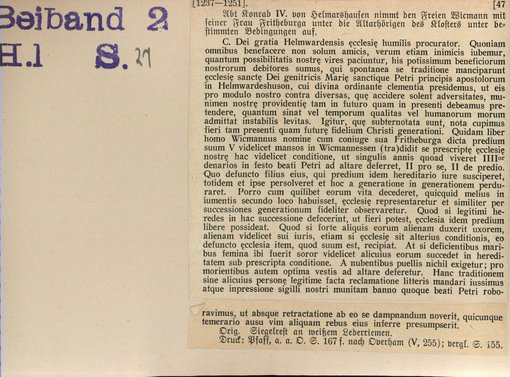 Beiband 2
H.1 S. 27
[1237—1251]. [47
Abt Konrad IV. von Helmarshausen nimmt den Freien Wicmann mit
seiner Frau Fritheburga unter die Altarhörigen des Klosters unter be-
stimmten Bedingungen auf.
C. Dei gratia Helmwardensis ęcclesię humilis procurator. Quoniam
omnibus benefacere non solum amicis, verum etiam inimicis iubemur,
quantum possibilitatis nostrę vires paciuntur, his potissimum beneficiorum
nostrorum debitores sumus, qui spontanea se traditione manciparunt
ęcclesię sanctę Dei genitricis Marię sanctique Petri principis apostolorum
in Helmwardeshuson, cui divina ordinante clementia presidemus, ut eis
pro modulo nostro contra diversas, quę accidere solent adversitates, mu-
nimen nostrę providentię tam in futuro quam in presenti debeamus pre-
tendere, quantum sinat vel temporum qualitas vel humanorum morum
admittat instabilis levitas. Igitur, quę subternotata sunt, nota cupimus
fieri tam presenti quam futurę fidelium Christi generationi. Quidam liber
homo Wicmannus nomine cum coniuge sua Fritheburga dicta predium
suum V videlicet mansos in Wicmannessen (tra)didit se prescriptę ęcclesię
nostrę hac videlicet conditione, ut singulis annis quoad viveret IIIIor
denarios in festo beati Petri ad altare deferret, II pro se, II de predio.
Quo defuncto filius eius, qui predium idem hereditario iure susciperet,
totidem et ipse persolveret et hoc a generatione in generationem perdu-
raret. Porro cum quilibet eorum vita decederet, quicquid melius in
iumentis secundo loco habuisset, ęcclesię representaretur et similiter per
successiones generationum fideliter observaretur. Quod si legitimi he-
redes in hac successione defecerint, ut fieri potest, ecclesia idem predium
libere possideat. Quod si forte aliquis eorum alienam duxerit uxorem,
alienam videlicet sui iuris, etiam si ęcclesię sit alterius conditionis, eo
defuncto ęcclesia item, quod suum est, recipiat. At si deficientibus mari-
bus femina ibi fuerit soror videlicet alicuius eorum succedet in heredi-
tatem sub prescripta conditione. A nubentibus puellis nichil exigetur; pro
morientibus autem optima vestis ad altare deferetur. Hanc traditionem
sine alicuius personę legitime facta reclamatione litteris mandari iussimus
atque inpressione sigilli nostri munitam banno quoque beati Petri robo-
ravimus, ut absque retractatione ab eo se dampnandum noverit, quicunque
temerario ausu vim aliquam rebus eius inferre presumpserit.
Orig. Siegelrest an weißem Lederriemen.
Druck: Pfaff, a. a. O. S. 167 f. nach Overham (V, 255); vergl. S. 155.